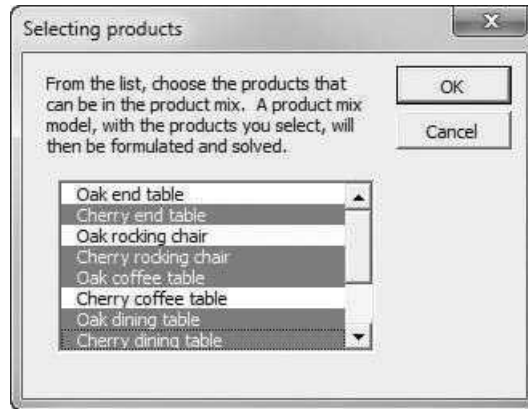 Selecting products
X
From the list, choose the products that
can be in the product mix. A product mix
model, with the products you select, will
then be formulated and solved.
OK
Cancel
Oak end table
Cherry end table
Oak rocking chair
Cherry rocking chair
Oak coffee table
Cherry coffee table
Oak dining table
Cherry dining table